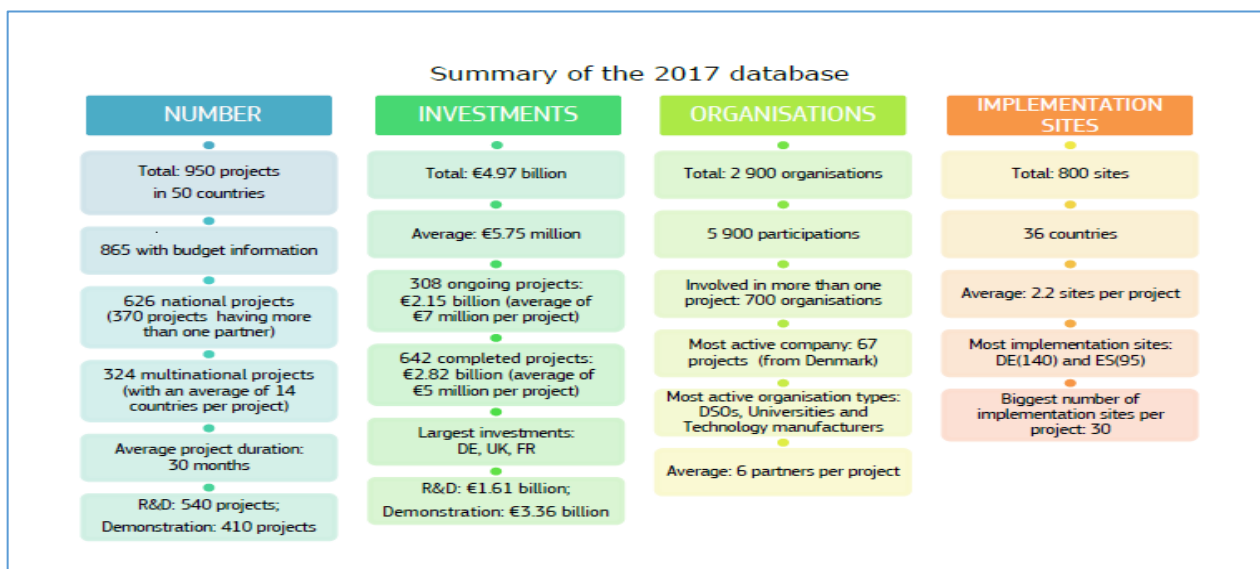 Summary of the 2017 database
NUMBER
Total: 950 projects
in 50 countries
865 with budget information
626 national projects
(370 projects having more
than one partner)
324 multinational projects
(with an average of 14
countries per project)
Average project duration:
30 months
R&D: 540 projects;
Demonstration: 410 projects
INVESTMENTS
Total: €4.97 billion
Average: €5.75 million
308 ongoing projects:
€2.15 billion (average of
€7 million per project)
642 completed projects:
€2.82 billion (average of
€5 million per project)
Largest investments:
DE, UK, FR
R&D: €1.61 billion;
Demonstration: €3.36 billion
ORGANISATIONS
Total: 2 900 organisations
5 900 participations
Involved in more than one
project: 700 organisations
Most active company: 67
projects (from Denmark)
Most active organisation types:
DSOs, Universities and
Technology manufacturers
Average: 6 partners per project
IMPLEMENTATION
SITES
Total: 800 sites
36 countries
Average: 2.2 sites per project
Most implementation sites:
DE(140) and ES(95)
Biggest number of
implementation sites per
project: 30